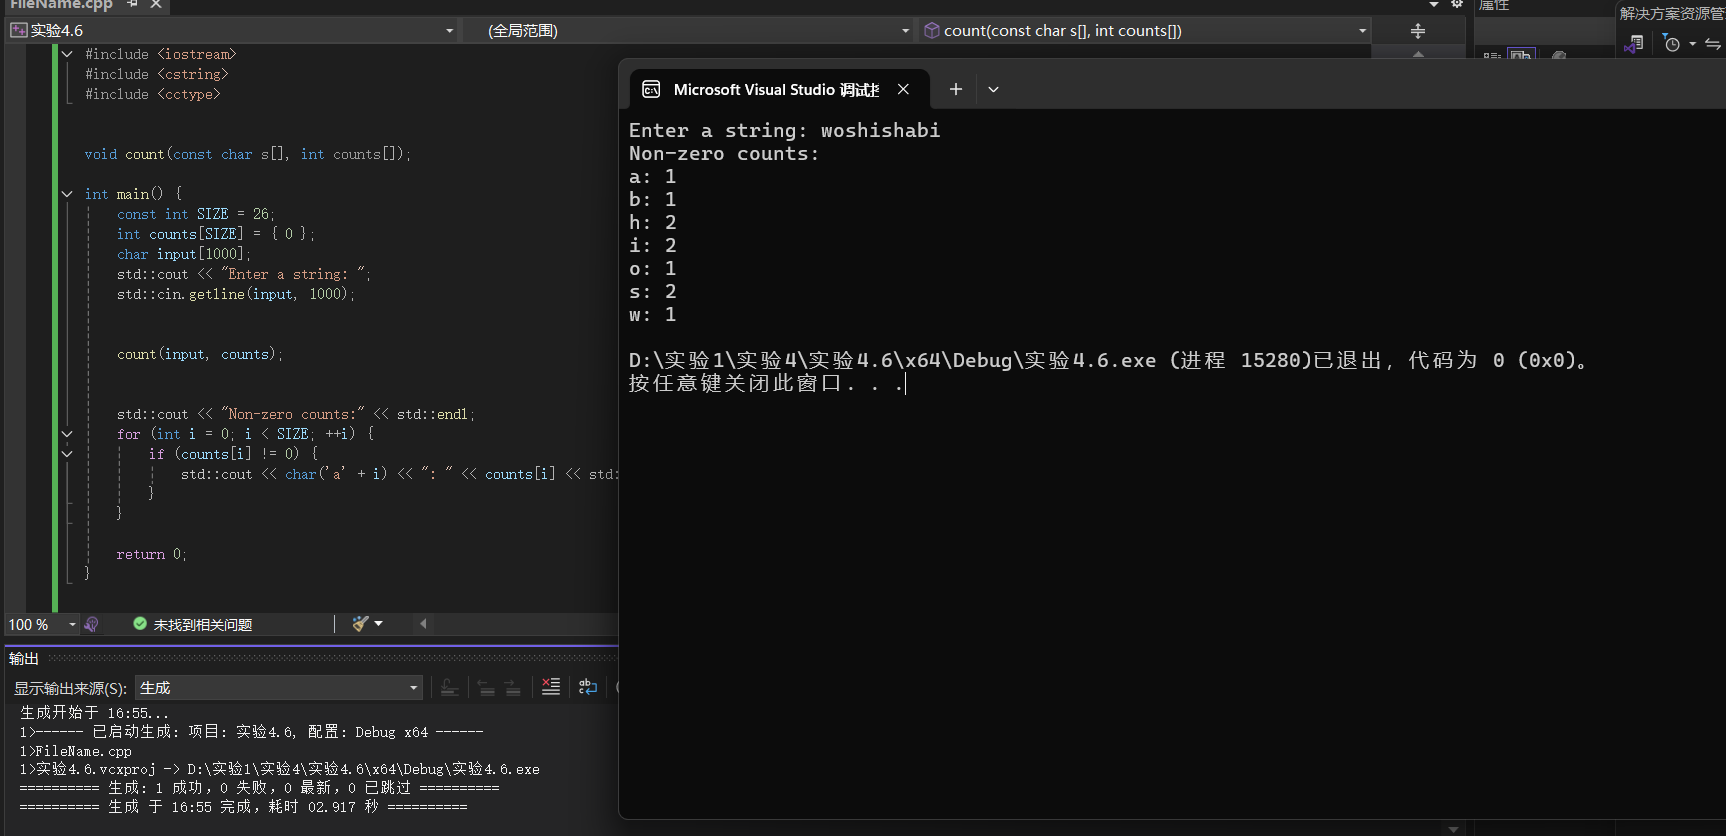 FileName.cpp
属性
解决方案资源管
实验4.6
(全局范围)
count(const char s[], int counts[])
#include <iostream>
#include <cstring>
#include <cctype>
void count(const char s[], int counts[]);
int main() {
const int SIZE = 26;
int counts[SIZE] = { 0 };
char input[1000];
std::cout << "Enter a string: ";
std::cin.getline(input, 1000);
count(input, counts);
std::cout << "Non-zero counts:" << std::endl;
for (int i = 0; i < SIZE; ++i) {
if (counts[i] != 0) {
std::cout << char('a' + i) << ": " << counts[i] << std:
}
}
return 0;
}
100 %
未找到相关问题
输出
显示输出来源(S):
生成
生成开始于 16:55...
1>------ 已启动生成: 项目: 实验4.6, 配置: Debug x64 ------
1>FileName.cpp
1>实验4.6.vcxproj -> D:\实验1\实验4\实验4.6\x64\Debug\实验4.6.exe
========== 生成: 1 成功，0 失败，0 最新，0 已跳过 ==========
========== 生成 于 16:55 完成，耗时 02.917 秒 ==========
Microsoft Visual Studio 调试
Enter a string: woshishabi
Non-zero counts:
a: 1
b: 1
h: 2
i: 2
o: 1
s: 2
w: 1
D:\实验1\实验4\实验4.6\x64\Debug\实验4.6.exe (进程 15280)已退出，代码为 0 (0x0)。
按任意键关闭此窗口. . .